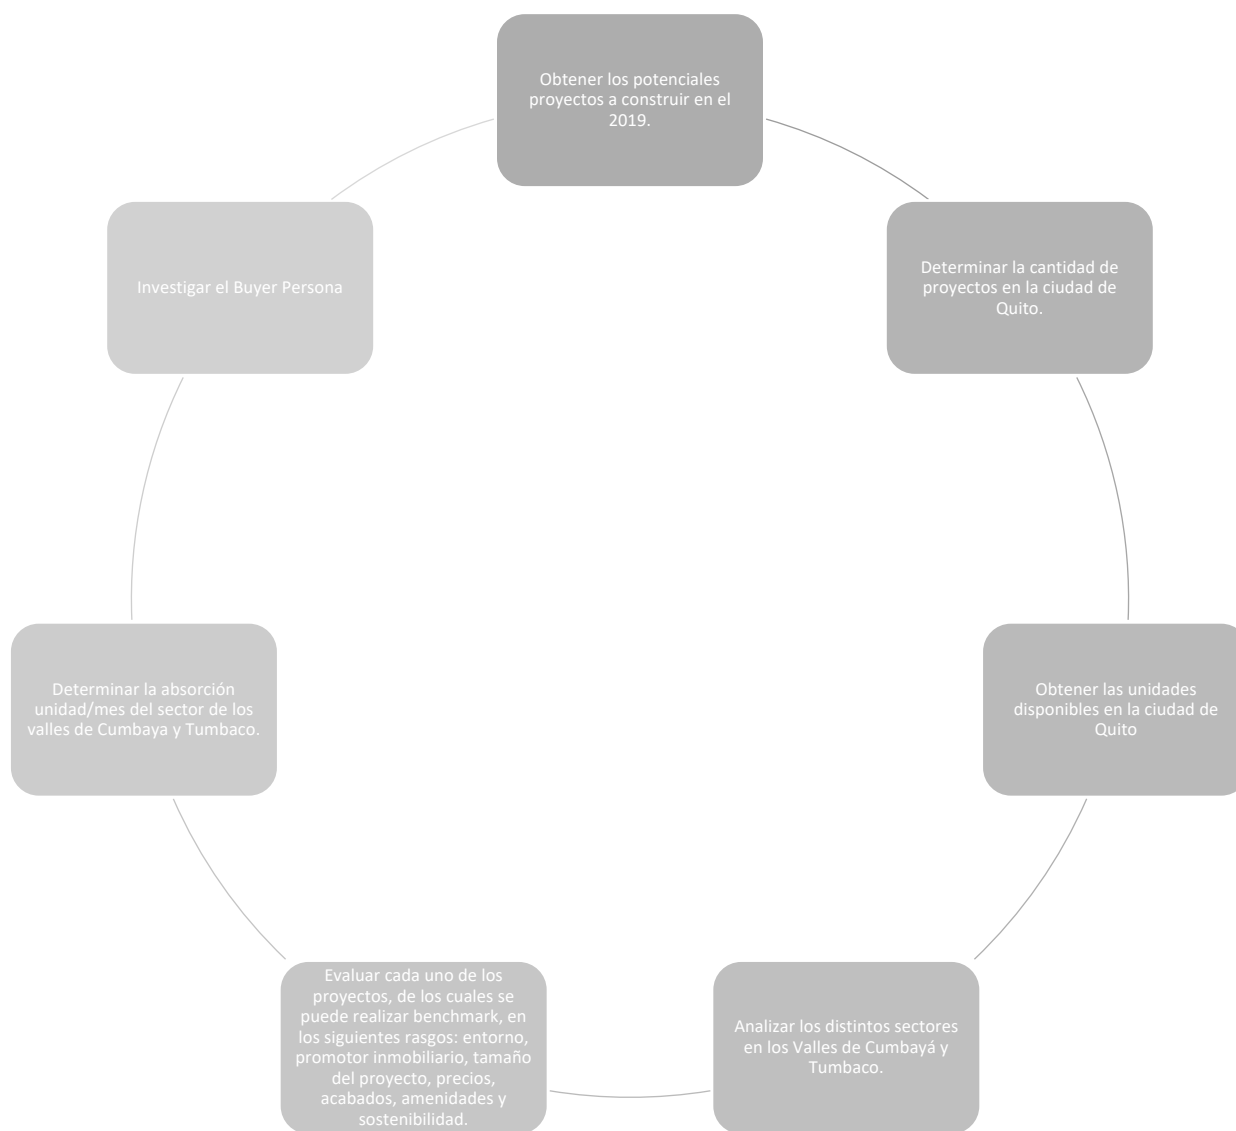 Obtener los potenciales
proyectos a construir en el
2019.
Determinar la cantidad de
proyectos en la ciudad de
Quito.
Obtener las unidades
disponibles en la ciudad de
Quito
Analizar los distintos sectores
en los Valles de Cumbayá y
Tumbaco.
Evaluar cada uno de los
proyectos, de los cuales se
puede realizar benchmark, en
los siguientes rasgos: entorno,
promotor inmobiliario, tamaño
del proyecto, precios,
acabados, amenidades y
sostenibilidad.
Determinar la absorción
unidad/mes del sector de los
valles de Cumbaya y Tumbaco.
Investigar el Buyer Persona